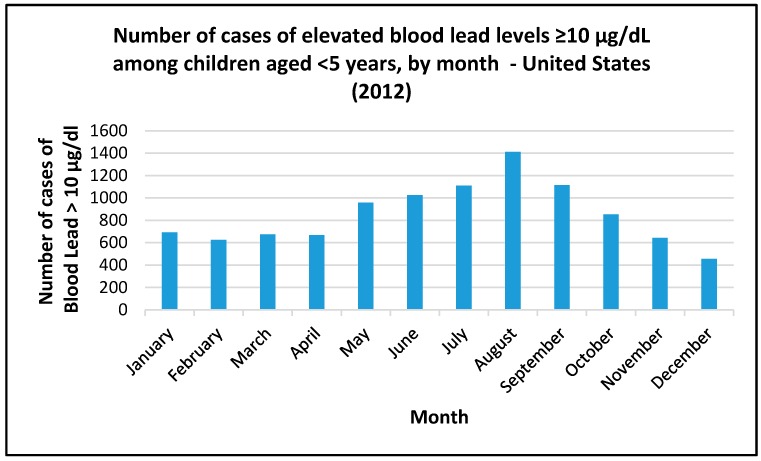 Number of cases of elevated blood lead levels ≥10 µg/dL
among children aged <5 years, by month - United States
(2012)
Number of cases of
Blood Lead > 10 µg/dl
1600
1400
1200
1000
800
600
400
200
0
January
February
March
April
May
June
July
August
September
October
November
December
Month